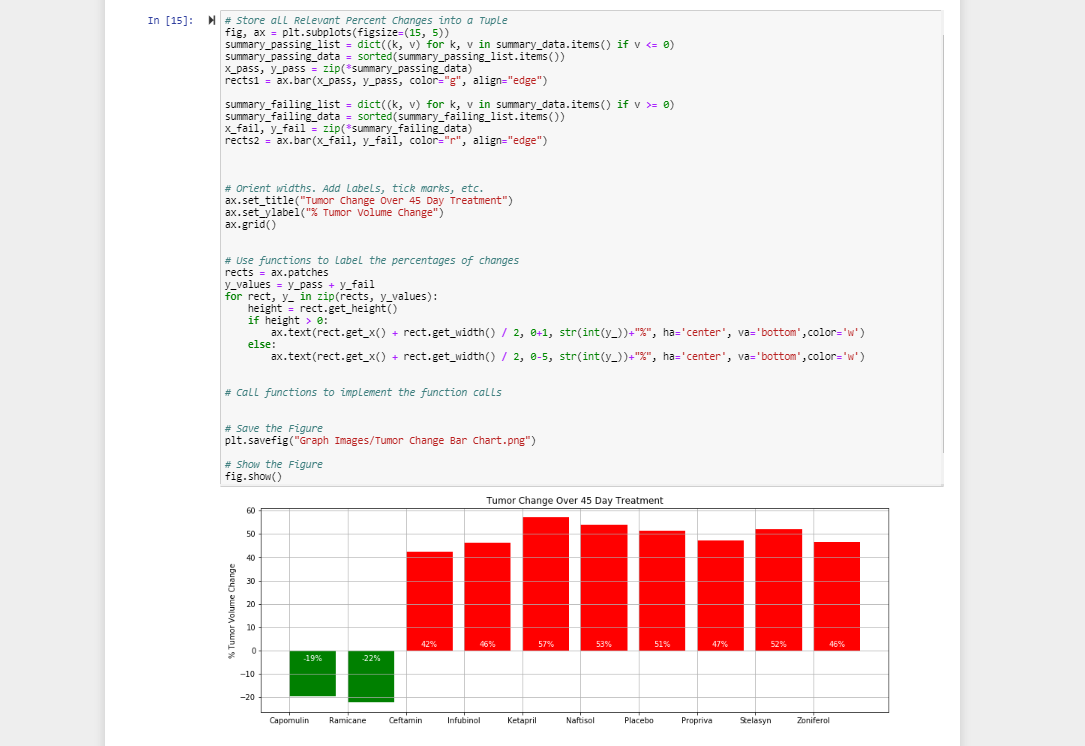 In [15]:
# Store all Relevant Percent Changes into a Tuple
fig, ax = plt.subplots(figsize=(15, 5))
summary_passing_list = dict((k, v) for k, v in summary_data.items() if v <= 0)
summary_passing_data = sorted(summary_passing_list.items())
x_pass, y_pass = zip(*summary_passing_data)
rects1 = ax.bar(x_pass, y_pass, color="g", align="edge")
summary_failing_list = dict((k, v) for k, v in summary_data.items() if v >= 0)
summary_failing_data = sorted(summary_failing_list.items())
x_fail, y_fail = zip(*summary_failing_data)
rects2 = ax.bar(x_fail, y_fail, color="r", align="edge")
# Orient widths. Add labels, tick marks, etc.
ax.set_title("Tumor Change Over 45 Day Treatment")
ax.set_ylabel("% Tumor Volume Change")
ax.grid()
# Use functions to label the percentages of changes
rects = ax.patches
y_values = y_pass + y_fail
for rect, y_ in zip(rects, y_values):
    height = rect.get_height()
    if height > 0:
        ax.text(rect.get_x() + rect.get_width() / 2, 0+1, str(int(y_))+"%", ha='center', va='bottom',color='w')
    else:
        ax.text(rect.get_x() + rect.get_width() / 2, 0-5, str(int(y_))+"%", ha='center', va='bottom',color='w')
# Call functions to implement the function calls
# Save the Figure
plt.savefig("Graph Images/Tumor Change Bar Chart.png")
# Show the Figure
fig.show()
Tumor Change Over 45 Day Treatment
% Tumor Volume Change
60
50
40
30
20
10
0
−10
−20
-19% -22% 42% 46% 57% 53% 51% 47% 52% 46%
Capomulin Ramicane Ceftamin Infubinol Ketapril Naftisol Placebo Propriva Stelasyn Zoniferol